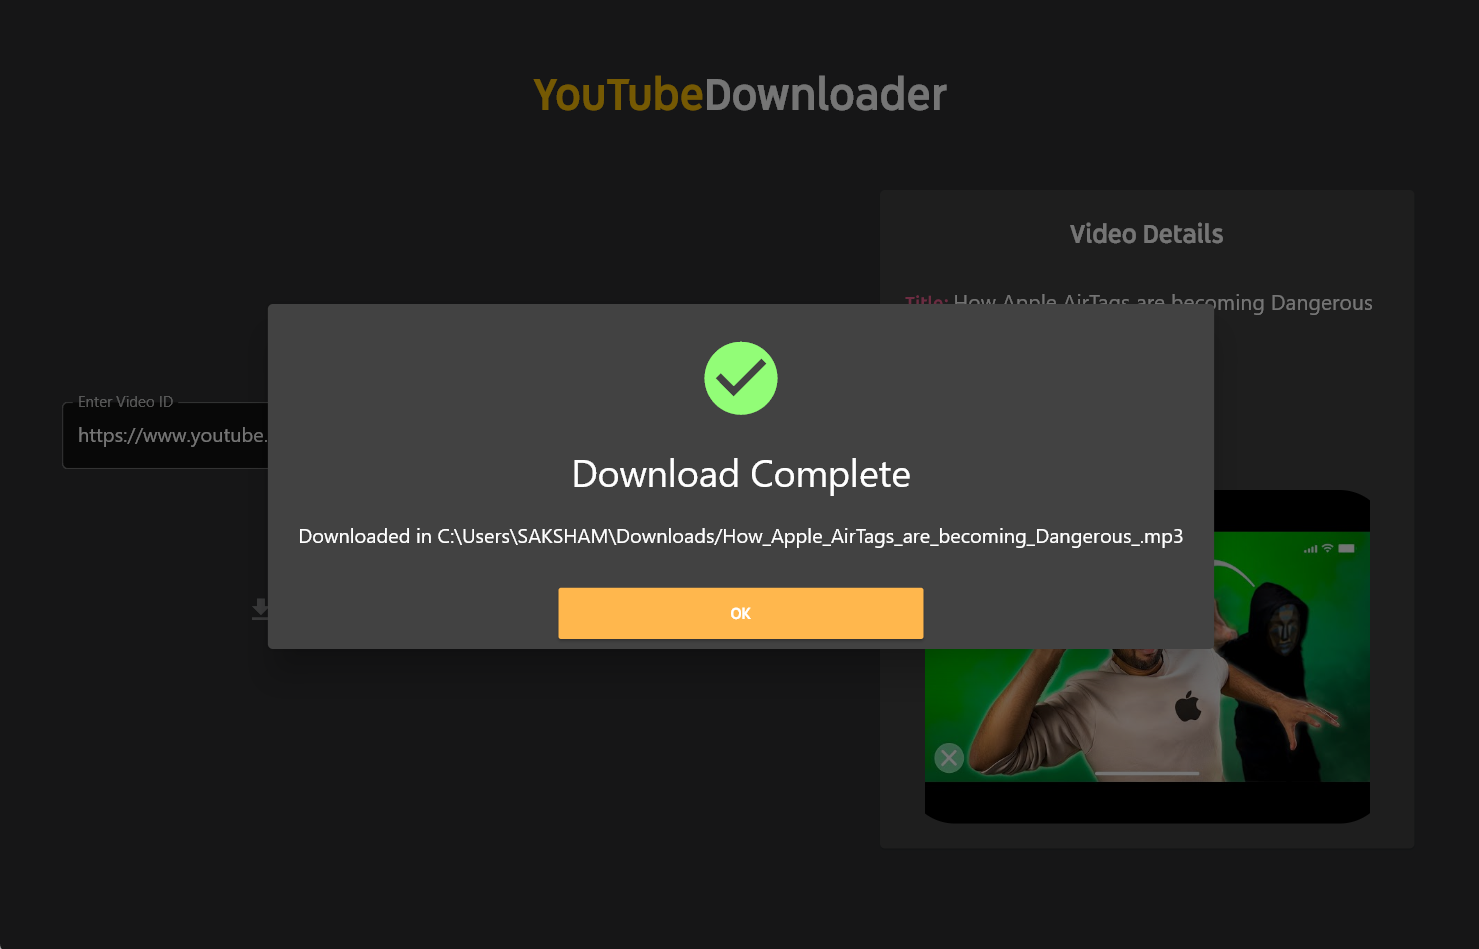 YouTubeDownloader
Video Details
Title: How Apple AirTags are becoming Dangerous
Enter Video ID
https://www.youtube.
Download Complete
Downloaded in C:\Users\SAKSHAM\Downloads/How_Apple_AirTags_are_becoming_Dangerous_.mp3
OK